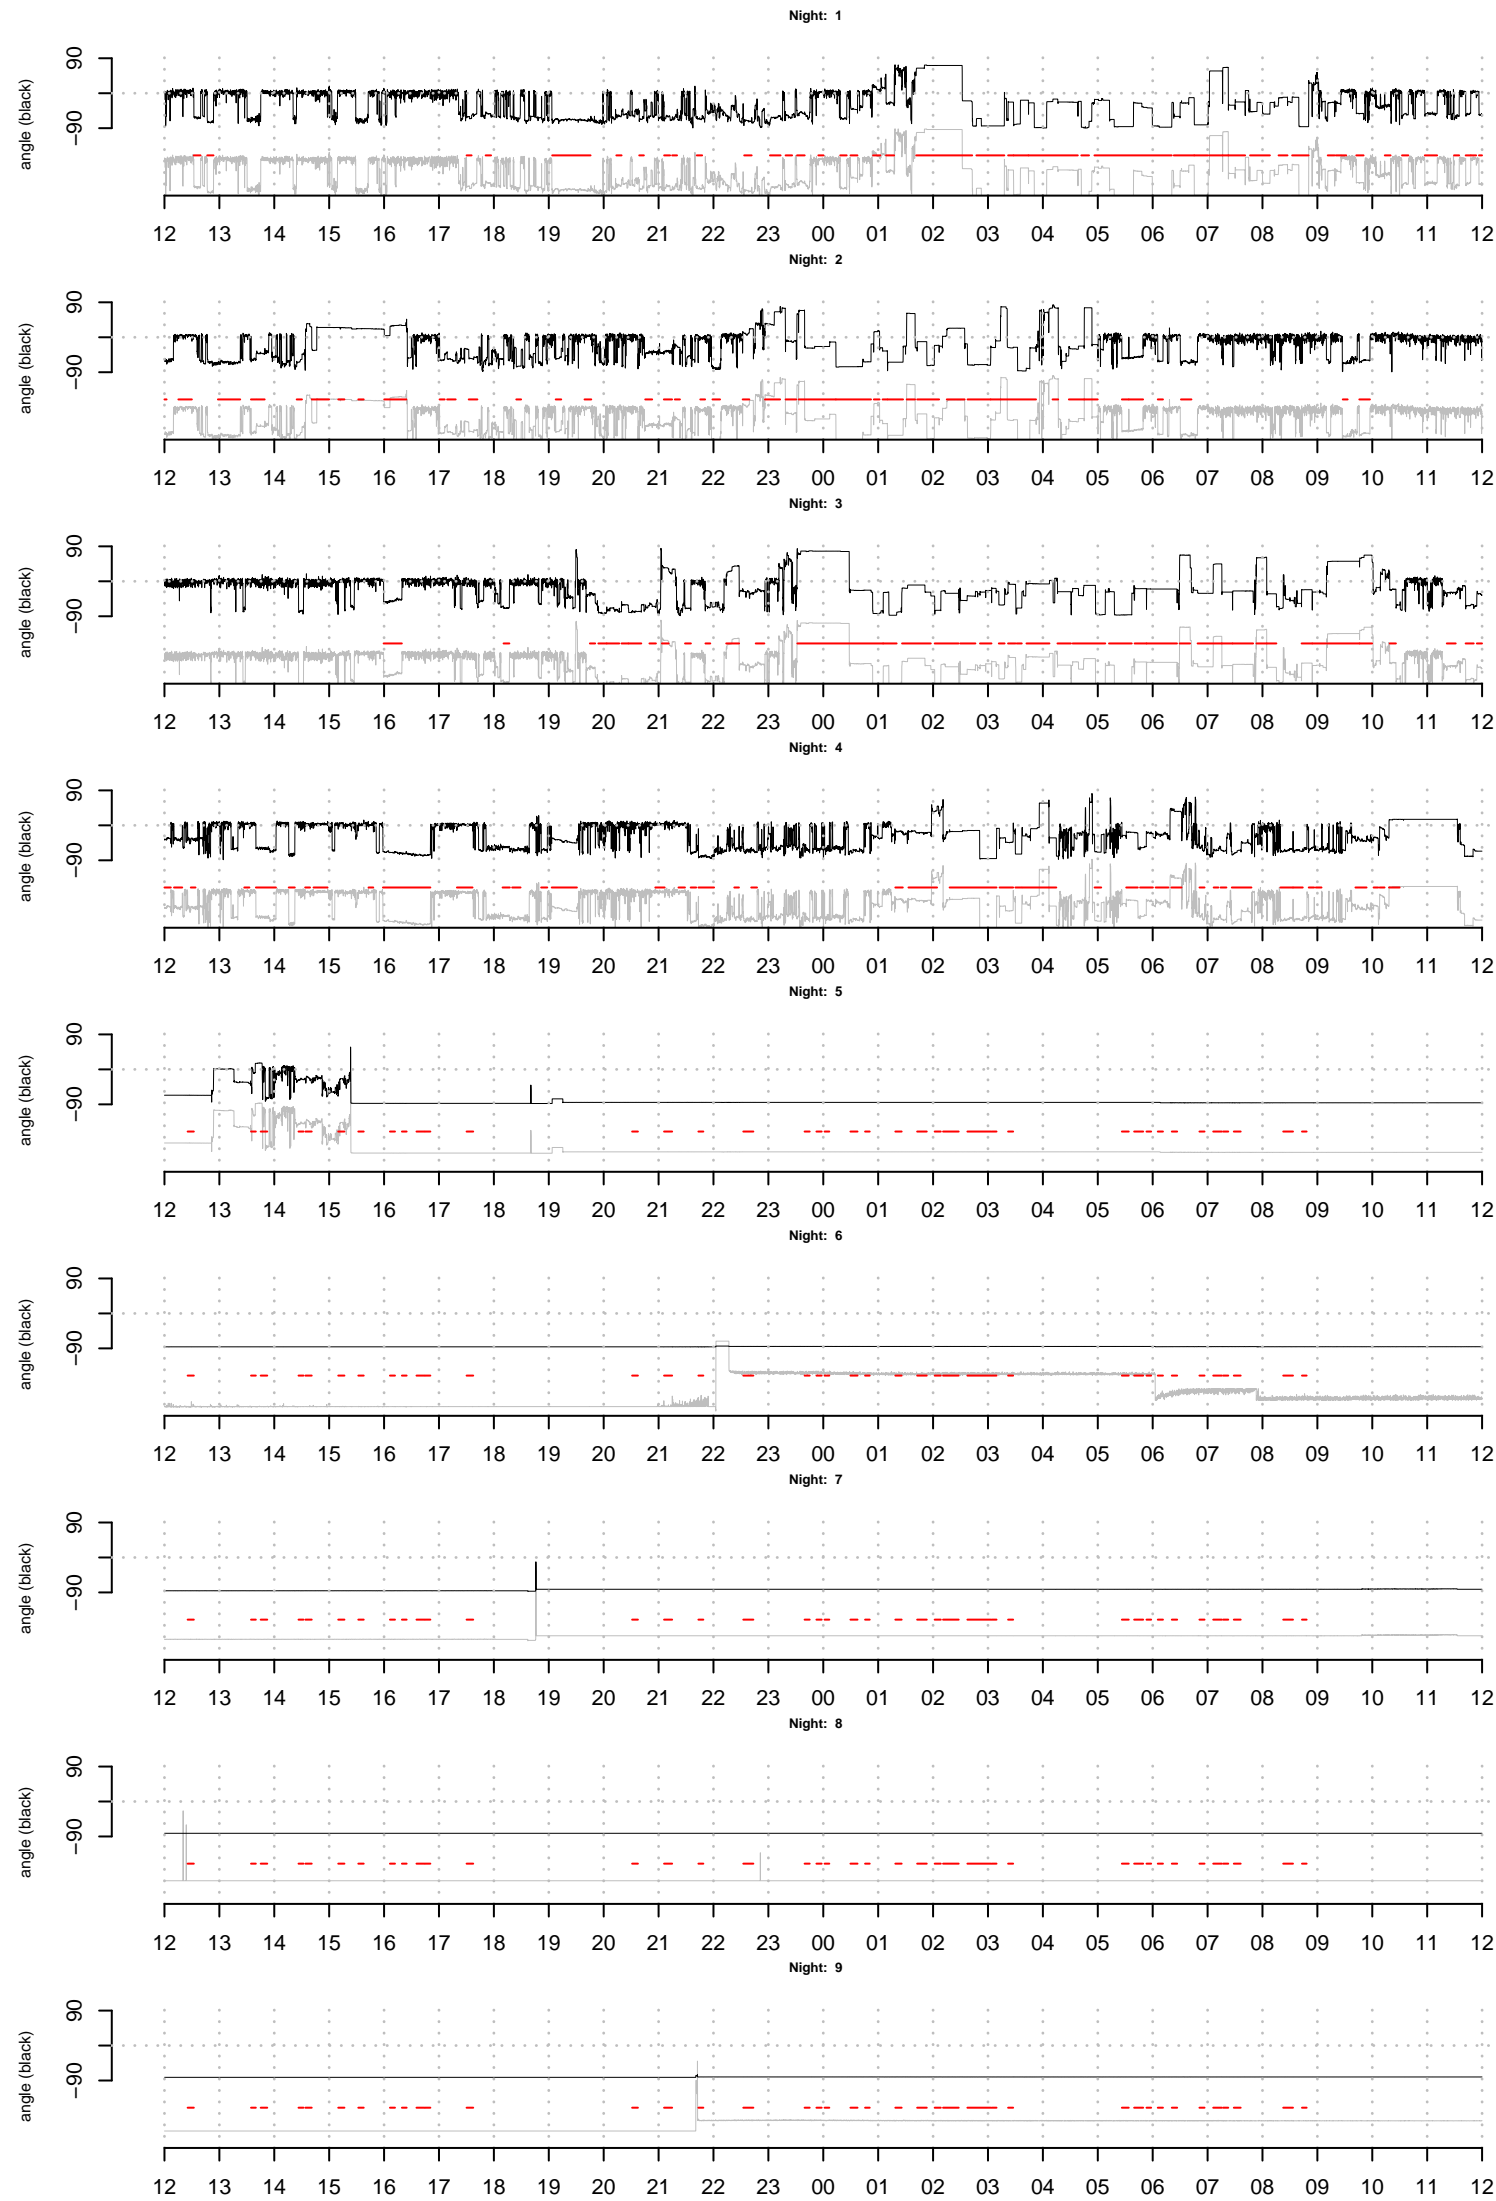 Night: 1
90
-90
angle (black)
12 13 14 15 16 17 18 19 20 21 22 23 00 01 02 03 04 05 06 07 08 09 10 11 12
Night: 2
90
-90
angle (black)
12 13 14 15 16 17 18 19 20 21 22 23 00 01 02 03 04 05 06 07 08 09 10 11 12
Night: 3
90
-90
angle (black)
12 13 14 15 16 17 18 19 20 21 22 23 00 01 02 03 04 05 06 07 08 09 10 11 12
Night: 4
90
-90
angle (black)
12 13 14 15 16 17 18 19 20 21 22 23 00 01 02 03 04 05 06 07 08 09 10 11 12
Night: 5
90
-90
angle (black)
12 13 14 15 16 17 18 19 20 21 22 23 00 01 02 03 04 05 06 07 08 09 10 11 12
Night: 6
90
-90
angle (black)
12 13 14 15 16 17 18 19 20 21 22 23 00 01 02 03 04 05 06 07 08 09 10 11 12
Night: 7
90
-90
angle (black)
12 13 14 15 16 17 18 19 20 21 22 23 00 01 02 03 04 05 06 07 08 09 10 11 12
Night: 8
90
-90
angle (black)
12 13 14 15 16 17 18 19 20 21 22 23 00 01 02 03 04 05 06 07 08 09 10 11 12
Night: 9
90
-90
angle (black)
12 13 14 15 16 17 18 19 20 21 22 23 00 01 02 03 04 05 06 07 08 09 10 11 12